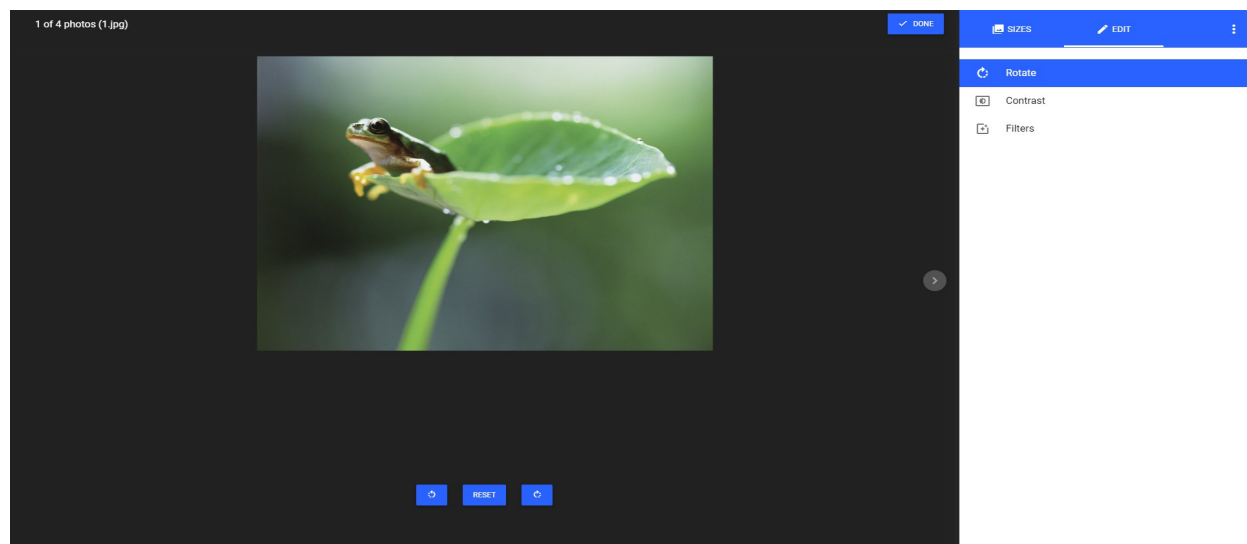 1 of 4 photos (1.jpg)
DONE
SIZES
EDIT
Rotate
Contrast
Filters
RESET